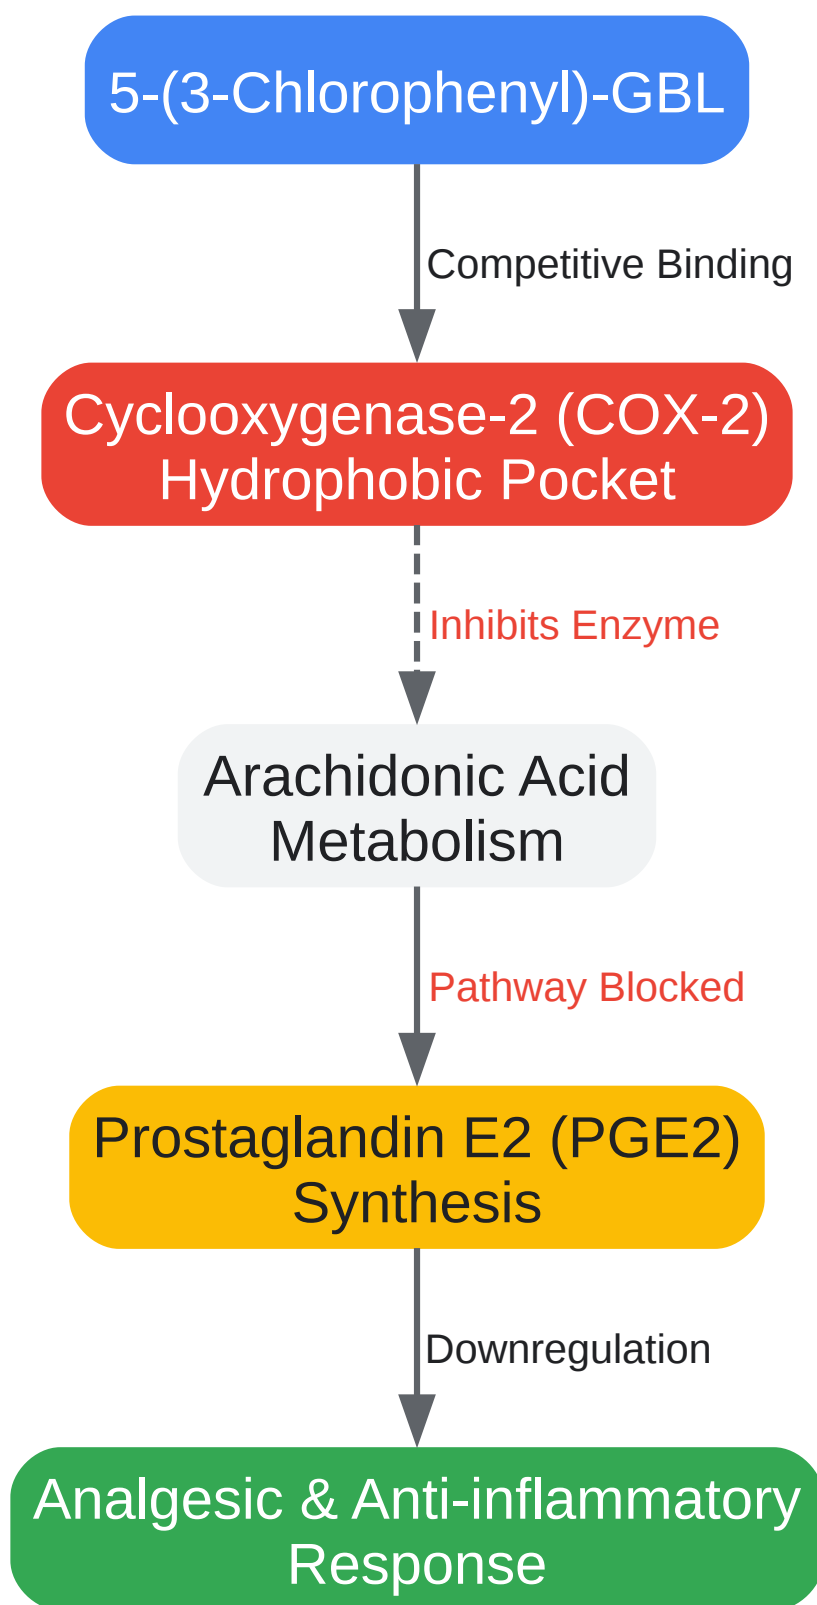 5-(3-Chlorophenyl)-GBL
Competitive Binding
Cyclooxygenase-2 (COX-2)
Hydrophobic Pocket
Inhibits Enzyme
Arachidonic Acid
Metabolism
Pathway Blocked
Prostaglandin E2 (PGE2)
Synthesis
Downregulation
Analgesic & Anti-inflammatory
Response